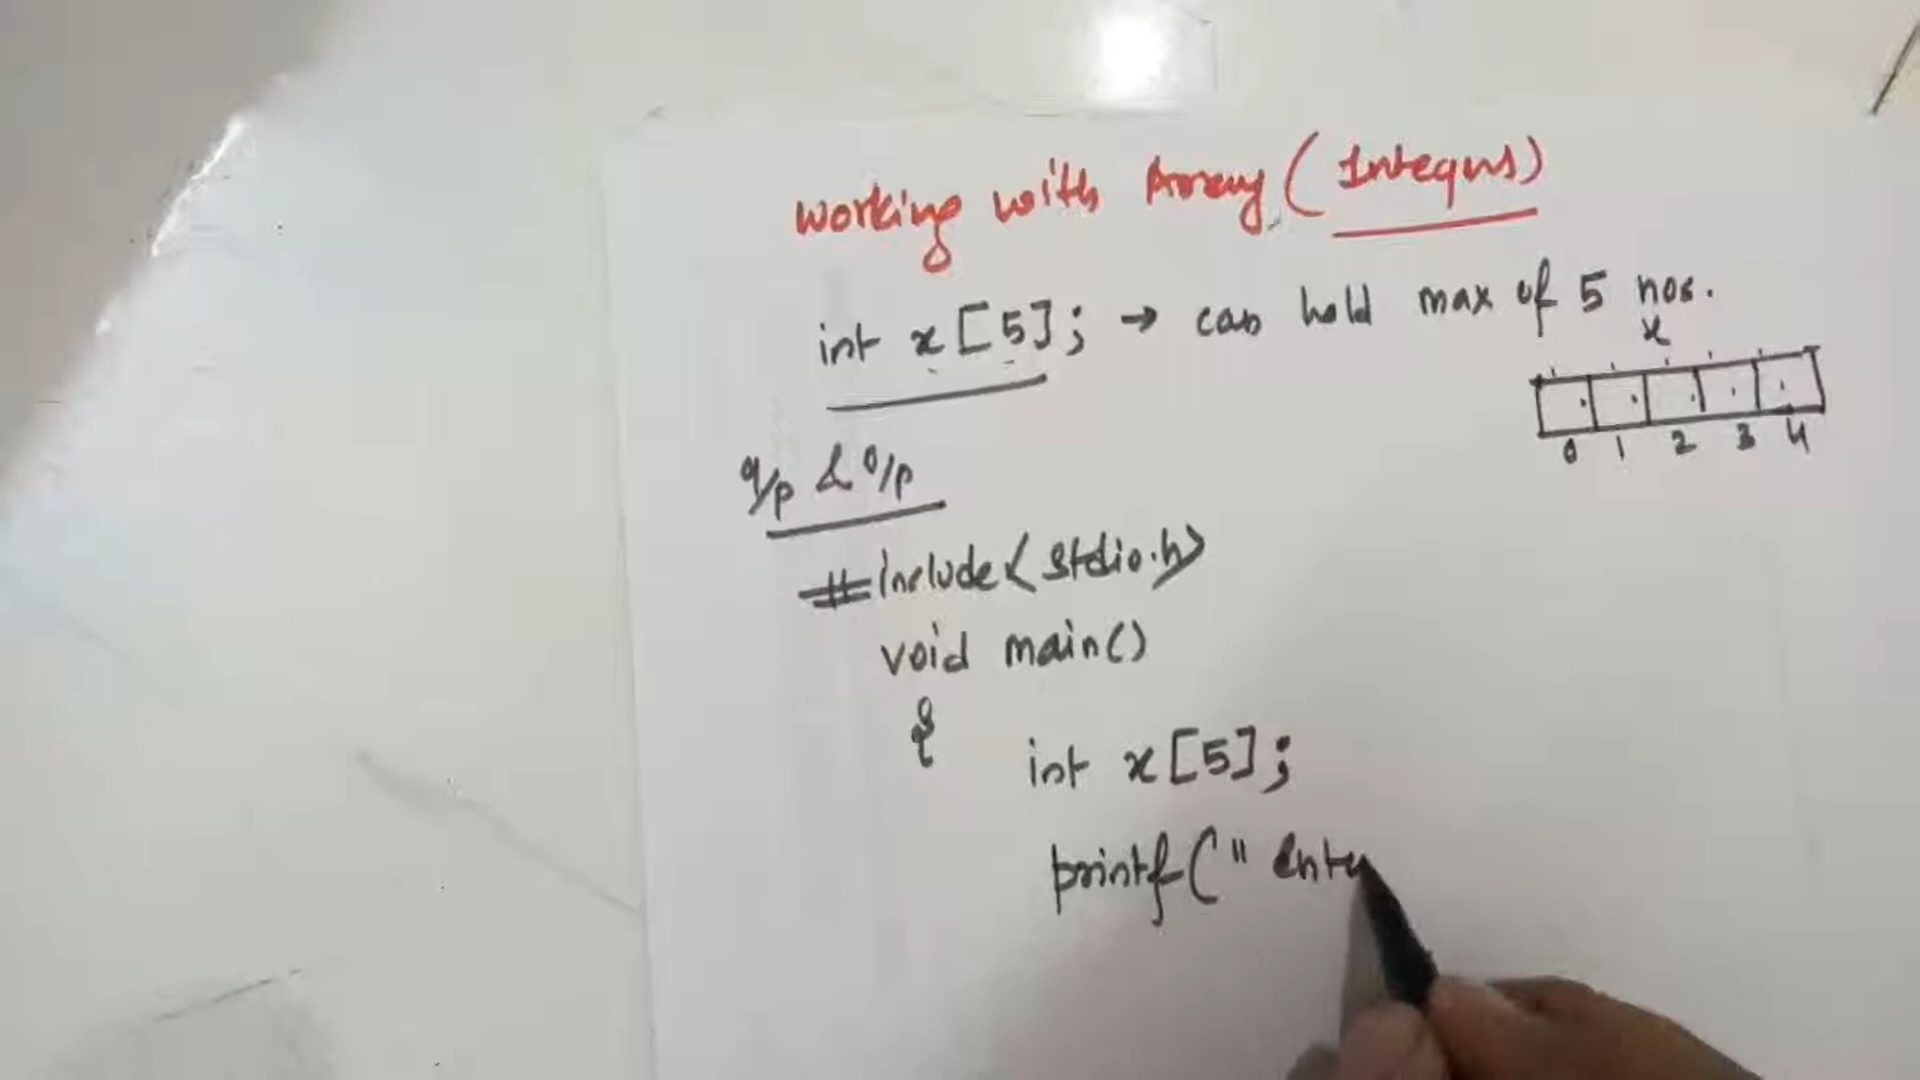 Working with Array (Integers)
int x[5]; → can hold max of 5 nos.
x
0 1 2 3 4
i/p & o/p
#include<stdio.h>
void main()
{
int x[5];
printf(" Enter